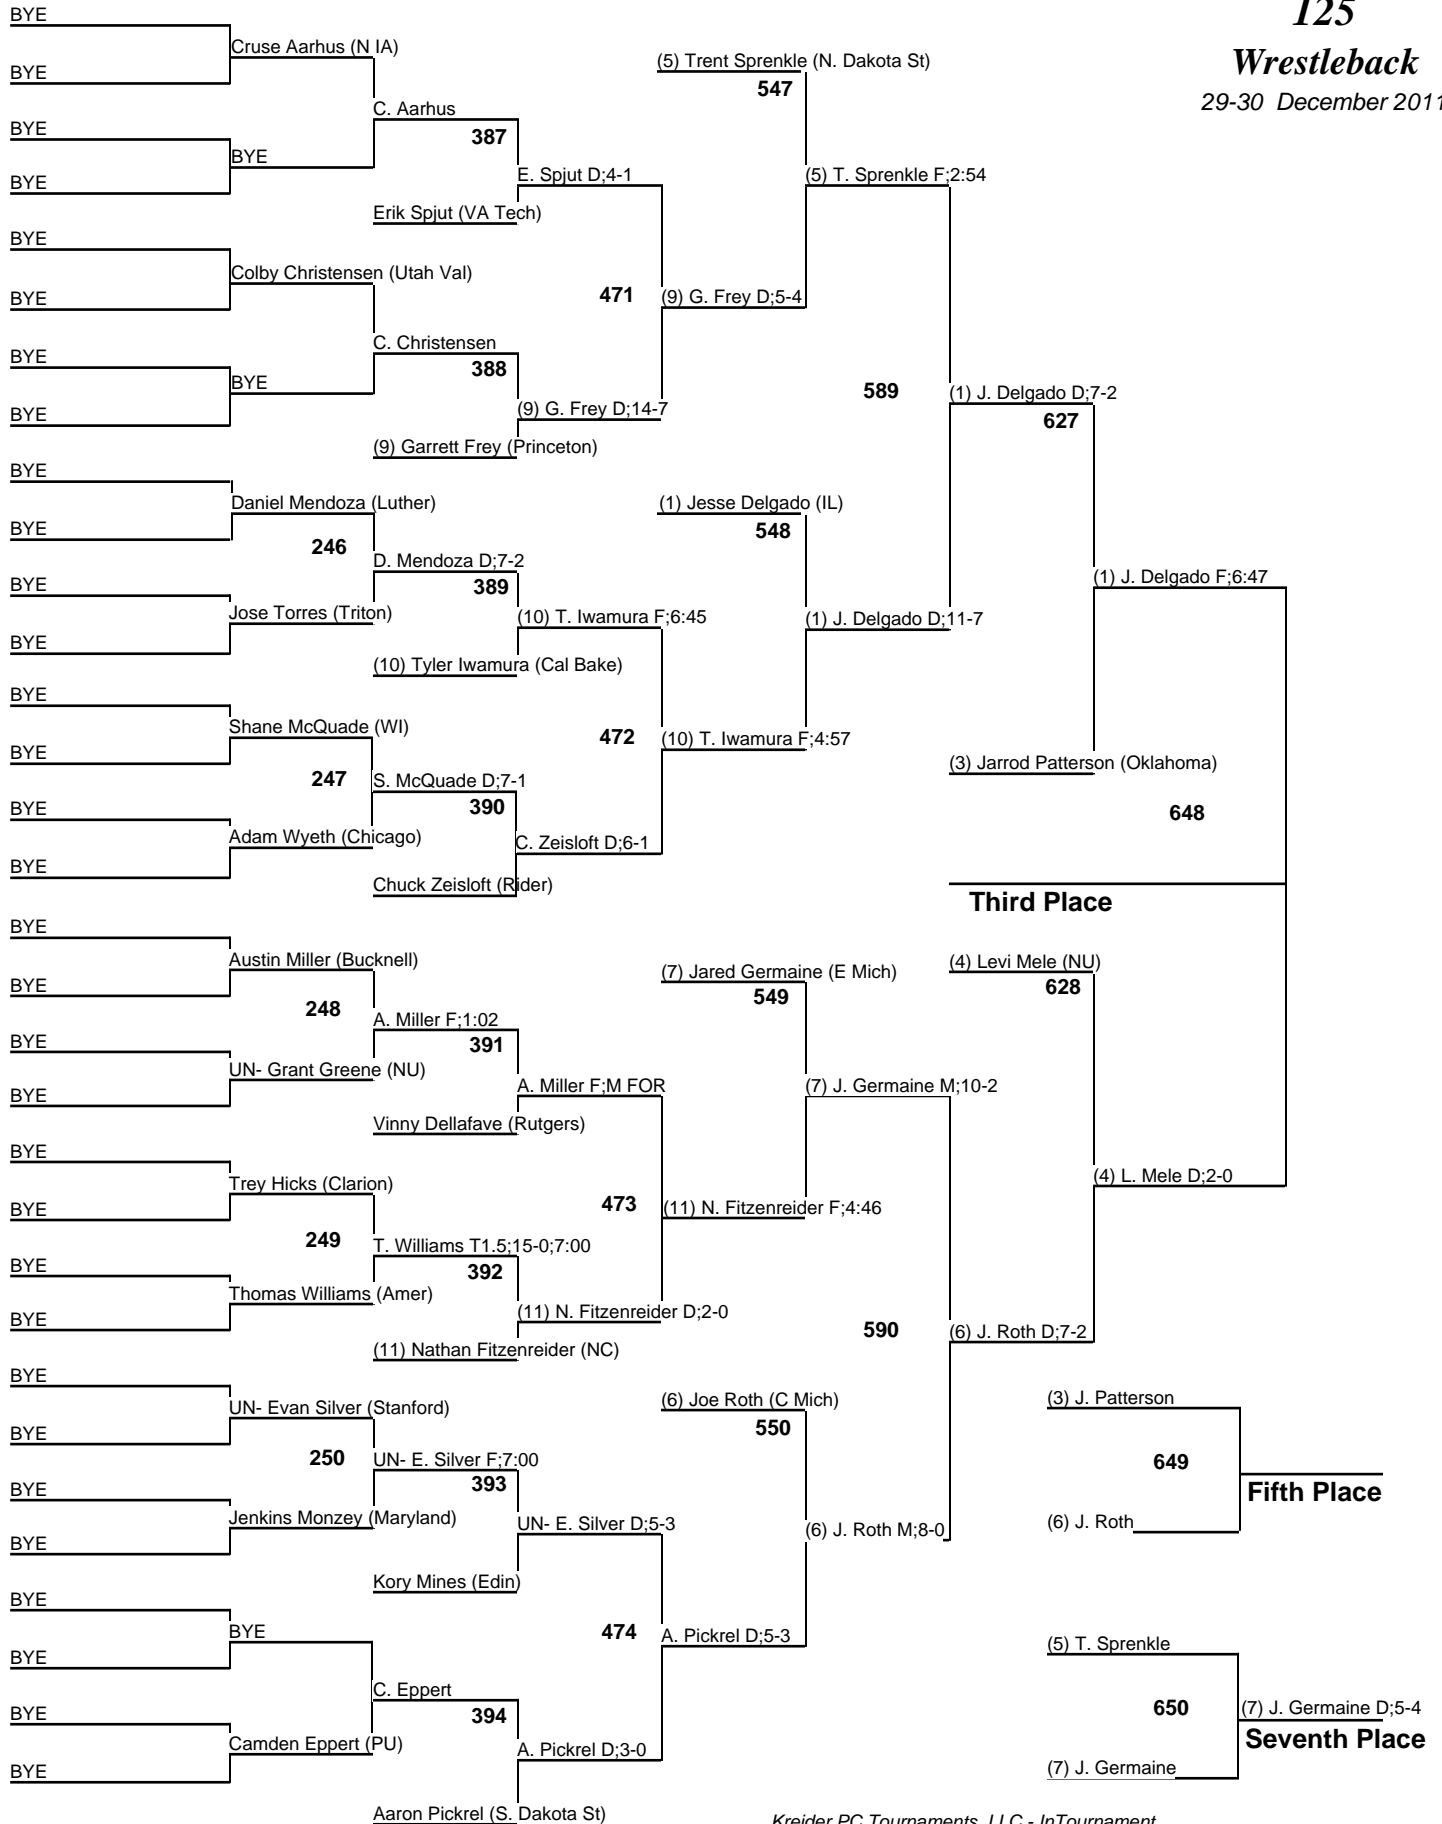 125
Wrestleback
29-30 December 2011
BYE
Cruse Aarhus (N IA)
(5) Trent Sprenkle (N. Dakota St)
BYE
547
C. Aarhus
BYE
387
BYE
E. Spjut D;4-1
(5) T. Sprenkle F;2:54
BYE
Erik Spjut (VA Tech)
BYE
Colby Christensen (Utah Val)
BYE
471
(9) G. Frey D;5-4
C. Christensen
BYE
388
BYE
589
(1) J. Delgado D;7-2
BYE
(9) G. Frey D;14-7
627
(9) Garrett Frey (Princeton)
BYE
Daniel Mendoza (Luther)
(1) Jesse Delgado (IL)
BYE
548
246
D. Mendoza D;7-2
BYE
389
(1) J. Delgado F;6:47
Jose Torres (Triton)
(10) T. Iwamura F;6:45
(1) J. Delgado D;11-7
BYE
(10) Tyler Iwamura (Cal Bake)
BYE
Shane McQuade (WI)
BYE
472
(10) T. Iwamura F;4:57
(3) Jarrod Patterson (Oklahoma)
247
S. McQuade D;7-1
BYE
390
648
Adam Wyeth (Chicago)
C. Zeisloft D;6-1
BYE
Chuck Zeisloft (Rider)
Third Place
BYE
Austin Miller (Bucknell)
(7) Jared Germaine (E Mich)
(4) Levi Mele (NU)
BYE
549
628
248
A. Miller F;1:02
BYE
391
UN- Grant Greene (NU)
A. Miller F;M FOR
(7) J. Germaine M;10-2
BYE
Vinny Dellafave (Rutgers)
BYE
Trey Hicks (Clarion)
(4) L. Mele D;2-0
BYE
473
(11) N. Fitzenreider F;4:46
249
T. Williams T1.5;15-0;7:00
BYE
392
Thomas Williams (Amer)
(11) N. Fitzenreider D;2-0
BYE
590
(6) J. Roth D;7-2
(11) Nathan Fitzenreider (NC)
BYE
UN- Evan Silver (Stanford)
(6) Joe Roth (C Mich)
(3) J. Patterson
BYE
550
250
UN- E. Silver F;7:00
649
BYE
393
Fifth Place
Jenkins Monzey (Maryland)
UN- E. Silver D;5-3
(6) J. Roth M;8-0
(6) J. Roth
BYE
Kory Mines (Edin)
BYE
BYE
474
A. Pickrel D;5-3
(5) T. Sprenkle
BYE
C. Eppert
BYE
394
650
(7) J. Germaine D;5-4
Camden Eppert (PU)
A. Pickrel D;3-0
Seventh Place
BYE
(7) J. Germaine
Aaron Pickrel (S. Dakota St)
Kreider PC Tournaments, LLC - InTournament